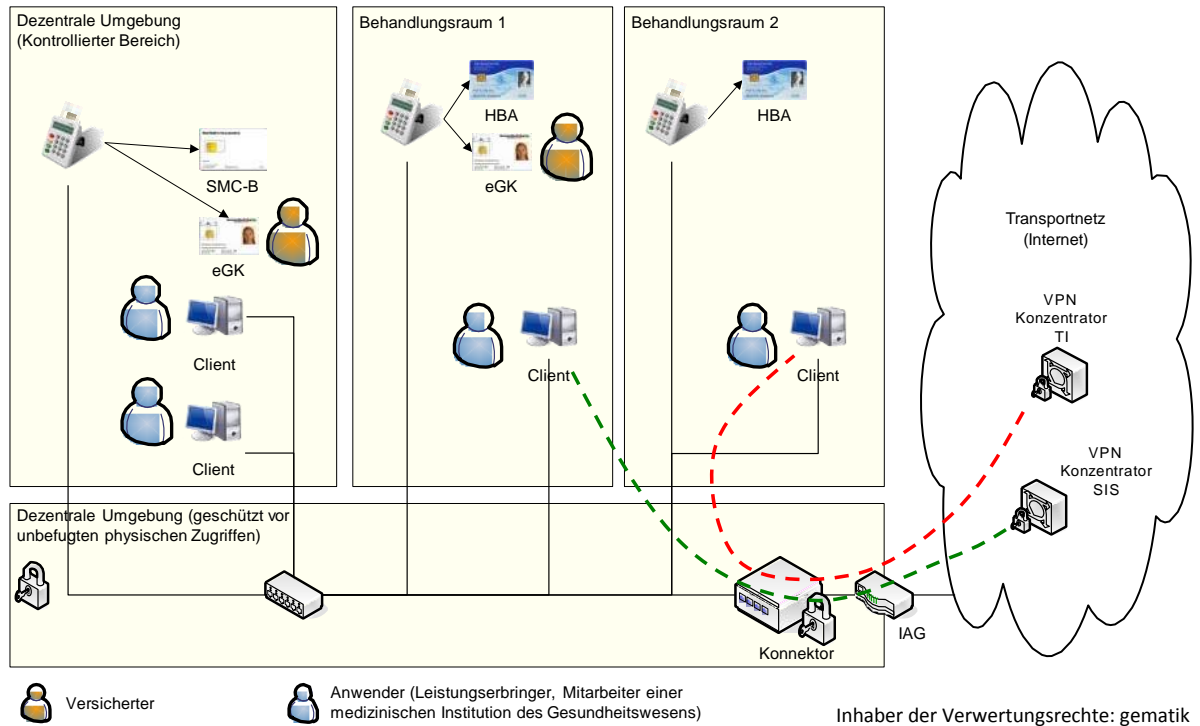 Dezentrale Umgebung
(Kontrollierter Bereich)
SMC-B
eGK
Client
Client
Behandlungsraum 1
HBA
eGK
Client
Behandlungsraum 2
HBA
Client
Transportnetz
(Internet)
VPN
Konzentrator
TI
VPN
Konzentrator
SIS
Dezentrale Umgebung (geschützt vor
unbefugten physischen Zugriffen)
Konnektor
IAG
Versicherter
Anwender (Leistungserbringer, Mitarbeiter einer
medizinischen Institution des Gesundheitswesens)
Inhaber der Verwertungsrechte: gematik